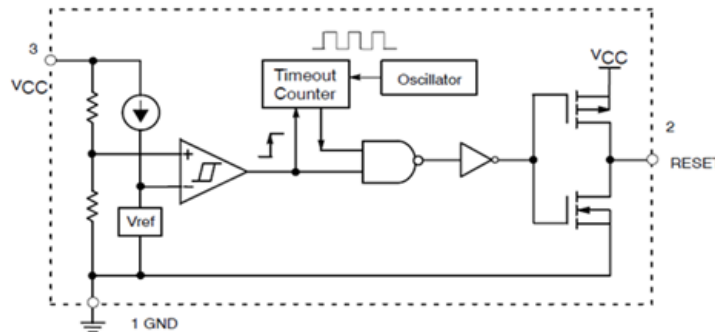 3
VCC
Timeout
Counter
Oscillator
VCC
2
RESET
+
−
Vref
1 GND